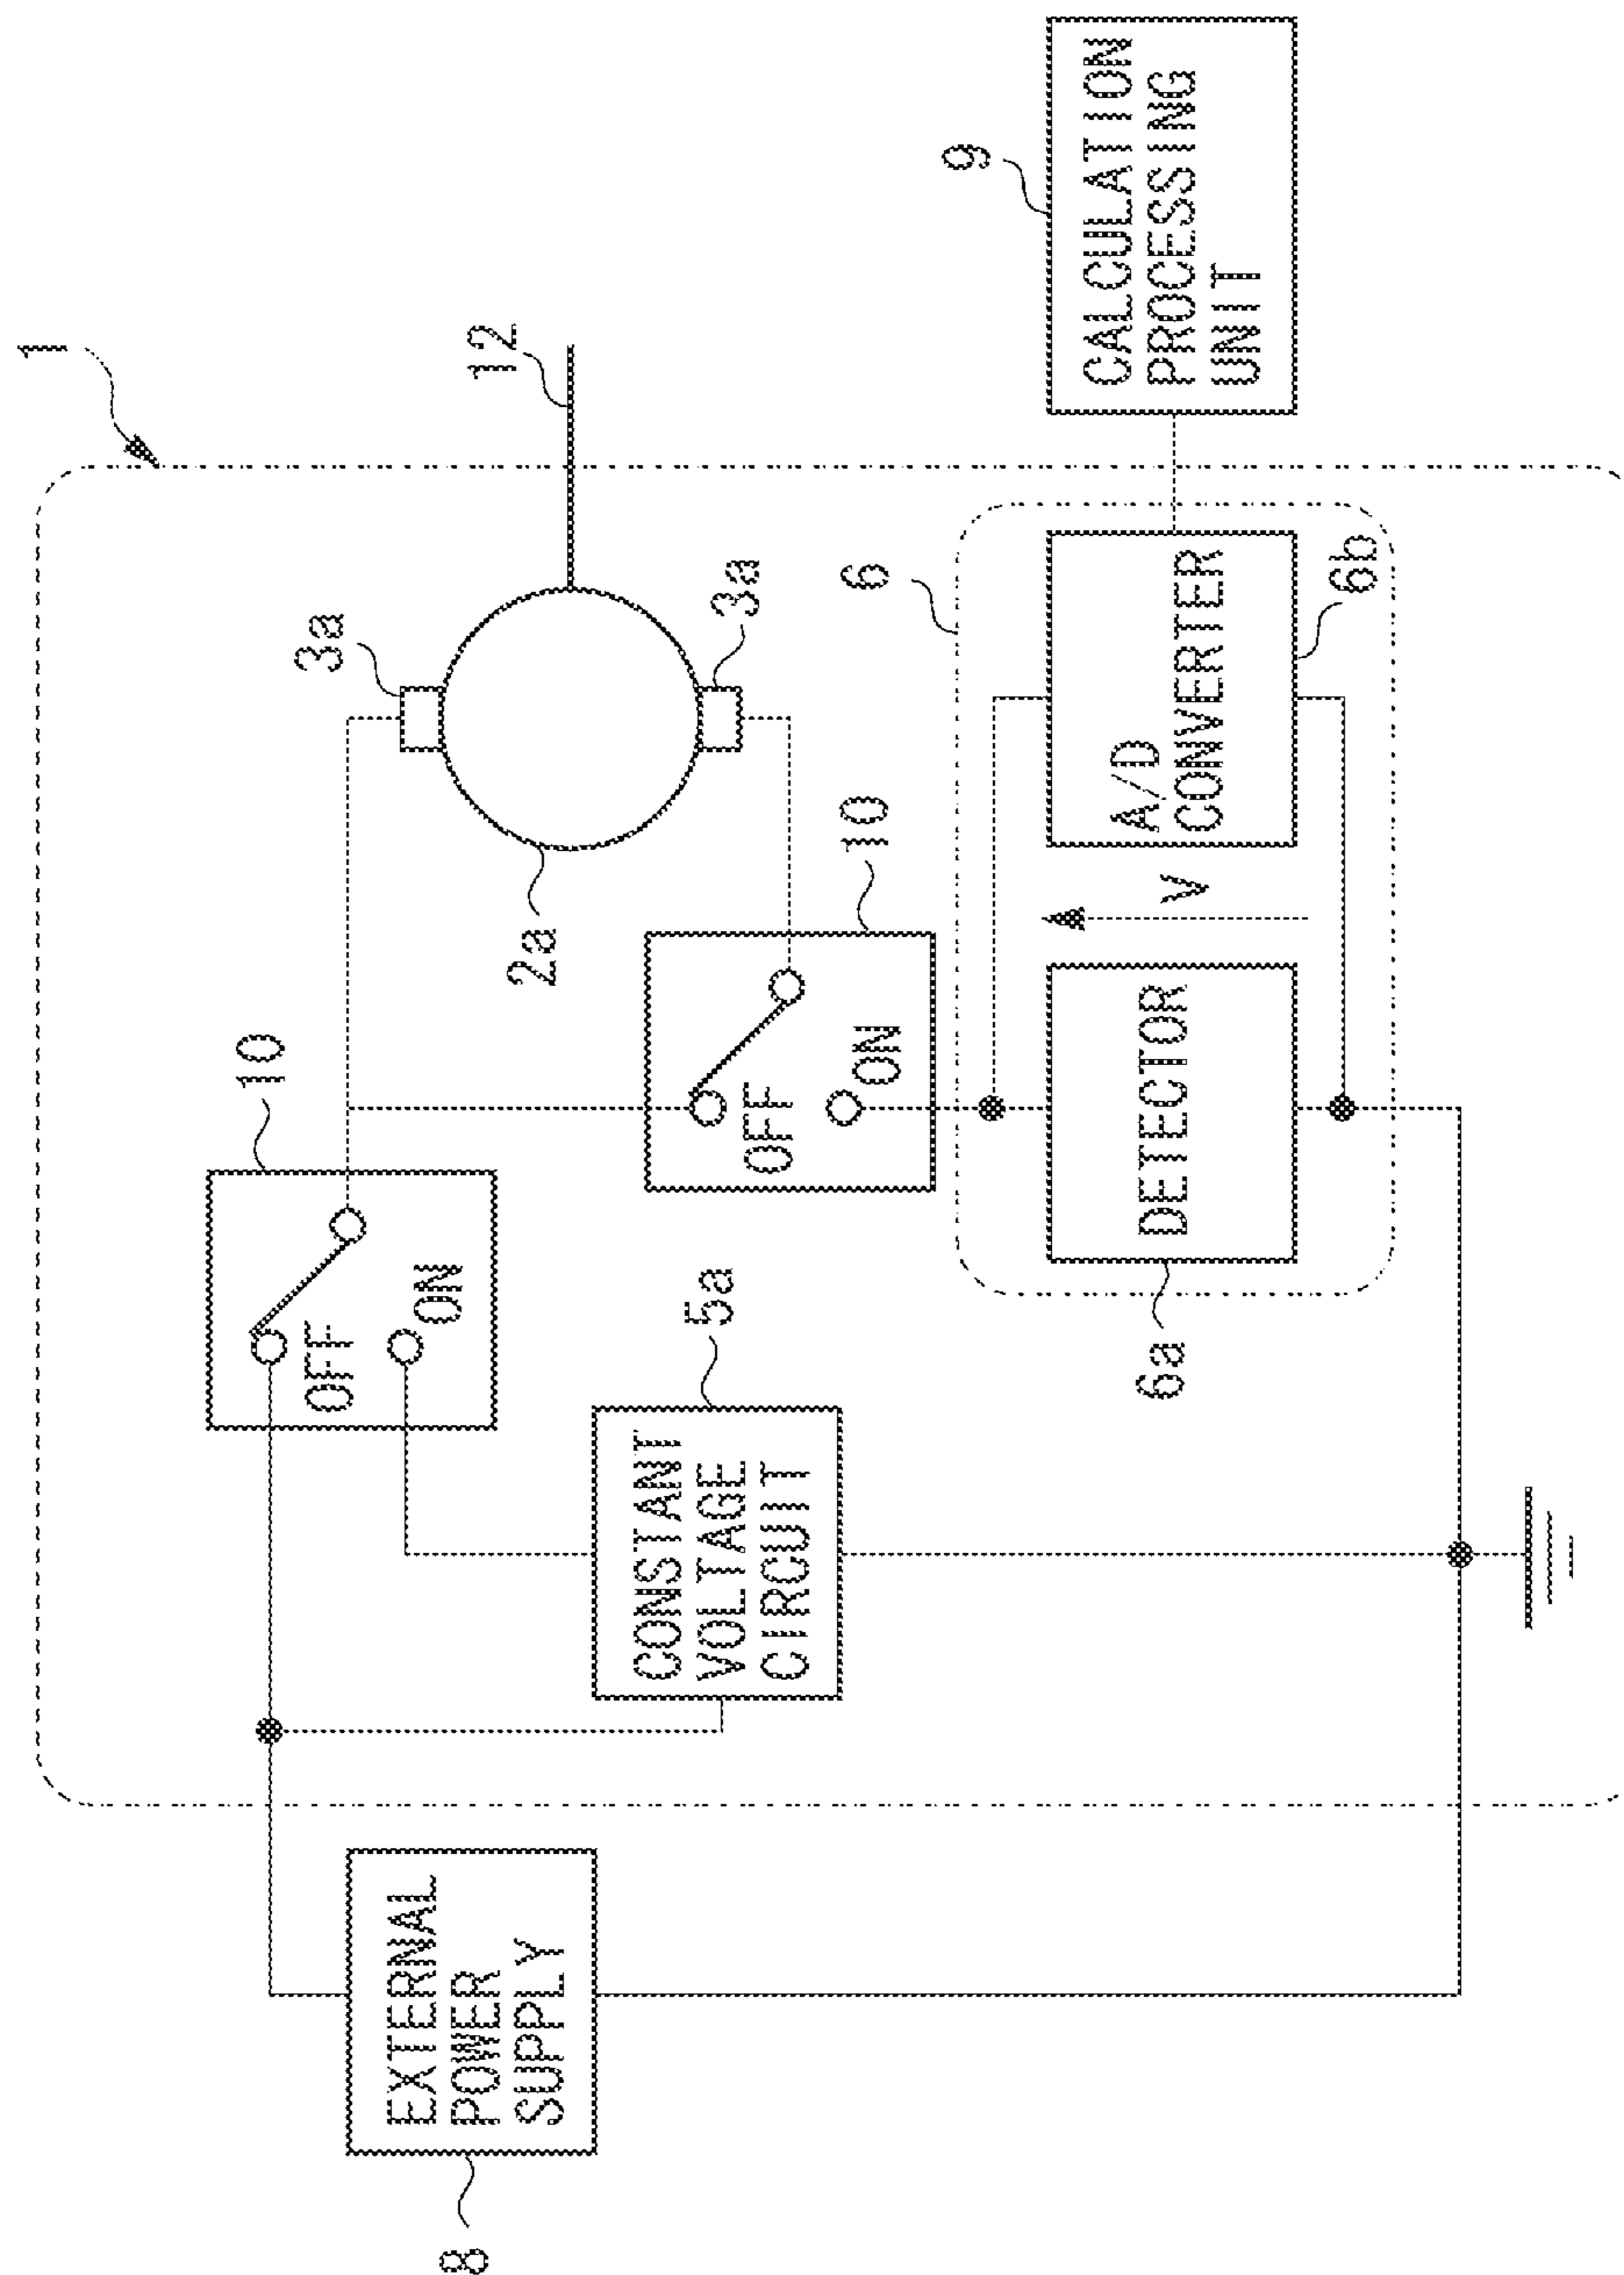 1
12
3a
3a
2a
10
10
OFF
ON
OFF
ON
9
CALCULATION
PROCESSING
UNIT
6
A/D
CONVERTER
6b
V
DETECTOR
6a
5a
CONSTANT
VOLTAGE
CIRCUIT
EXTERNAL
POWER
SUPPLY
8